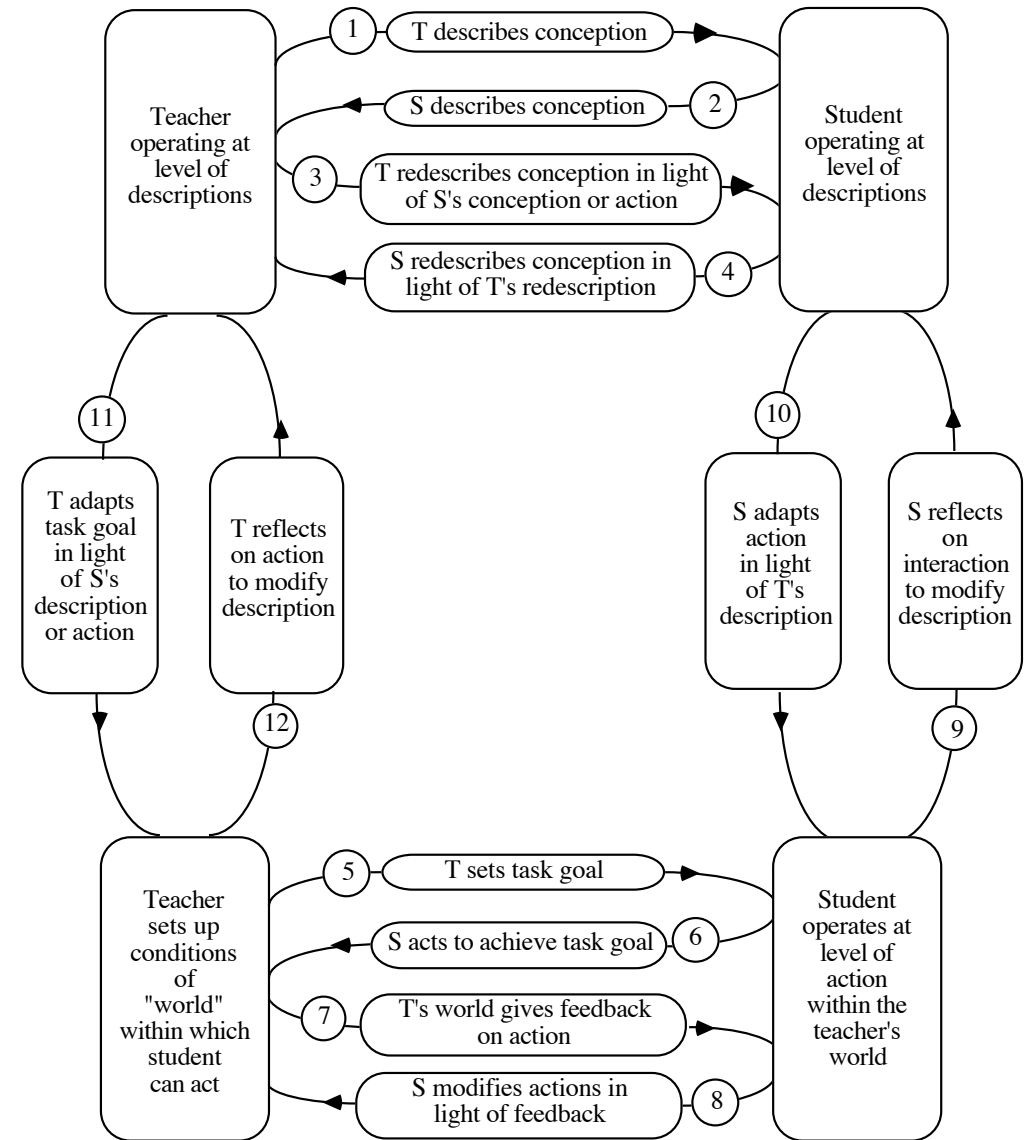 1
T describes conception
S describes conception
2
3
T redescribes conception in light
of S's conception or action
S redescribes conception in
light of T's redescription
4
Teacher
operating at
level of
descriptions
Student
operating at
level of
descriptions
11
T adapts
task goal
in light
of S's
description
or action
T reflects
on action
to modify
description
12
10
S adapts
action
in light
of T's
description
S reflects
on
interaction
to modify
description
9
Teacher
sets up
conditions
of
"world"
within which
student
can act
5
T sets task goal
S acts to achieve task goal
6
7
T's world gives feedback
on action
S modifies actions in
light of feedback
8
Student
operates at
level of
action
within the
teacher's
world